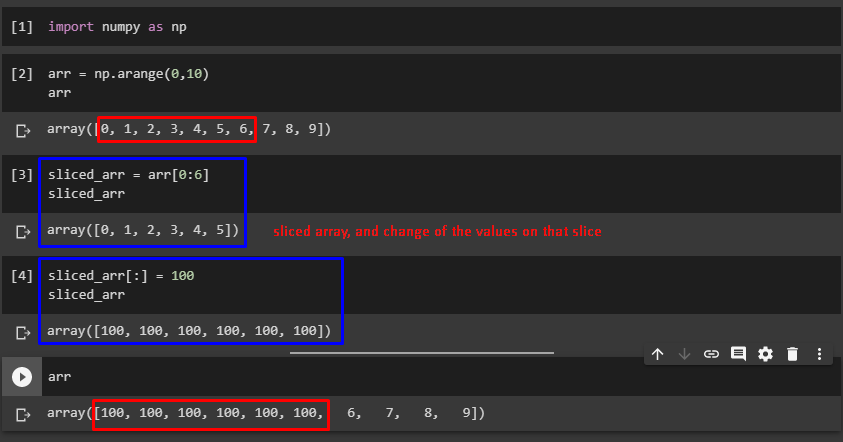 [1] import numpy as np
[2] arr = np.arange(0,10)
arr
array([0, 1, 2, 3, 4, 5, 6, 7, 8, 9])
[3] sliced_arr = arr[0:6]
sliced_arr
array([0, 1, 2, 3, 4, 5])
sliced array, and change of the values on that slice
[4] sliced_arr[:] = 100
sliced_arr
array([100, 100, 100, 100, 100, 100])
arr
array([100, 100, 100, 100, 100, 100,   6,   7,   8,   9])